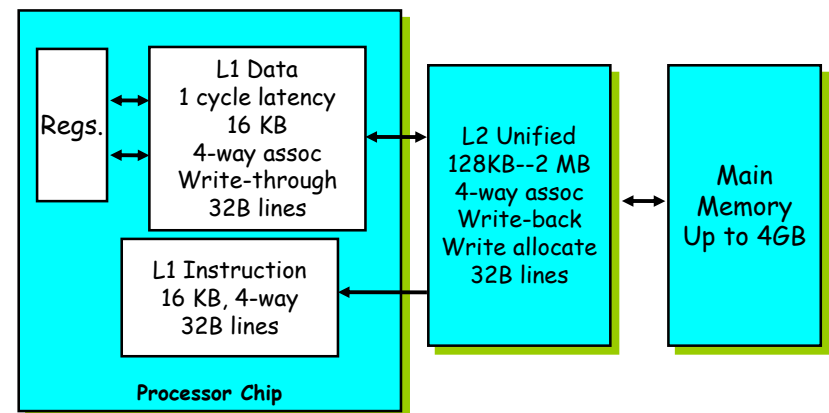 Regs.
L1 Data
1 cycle latency
16 KB
4-way assoc
Write-through
32B lines
L1 Instruction
16 KB, 4-way
32B lines
Processor Chip
L2 Unified
128KB--2 MB
4-way assoc
Write-back
Write allocate
32B lines
Main
Memory
Up to 4GB